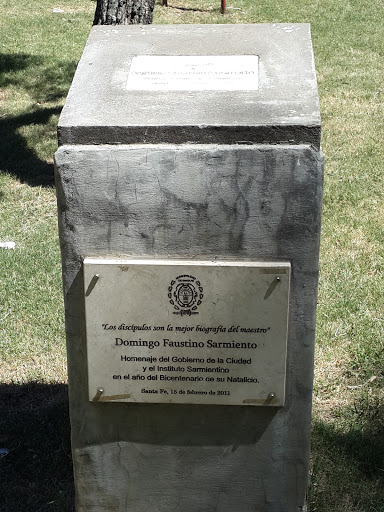 "Los discípulos son la mejor biografía del maestro"
Domingo Faustino Sarmiento
Homenaje del Gobierno de la Ciudad
y el Instituto Sarmientino
en el año del Bicentenario de su Natalicio.
Santa Fe, 15 de febrero de 2011